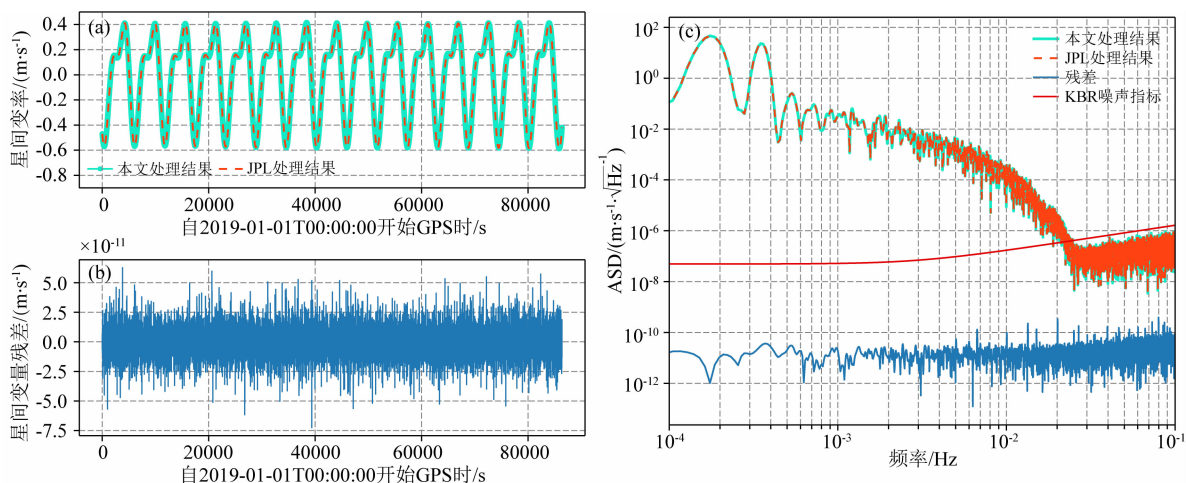 (a)
0.4
0.2
0.0
-0.2
-0.4
-0.6
-0.8
星间变率/(m·s⁻¹)
本文处理结果 JPL处理结果
0 20000 40000 60000 80000
自2019-01-01T00:00:00开始GPS时/s
×10⁻¹¹
(b)
5.0
2.5
0.0
-2.5
-5.0
-7.5
星间变量残差/(m·s⁻¹)
0 20000 40000 60000 80000
自2019-01-01T00:00:00开始GPS时/s
(c)
本文处理结果
JPL处理结果
残差
KBR噪声指标
10²
10⁰
10⁻²
10⁻⁴
10⁻⁶
10⁻⁸
10⁻¹⁰
10⁻¹²
ASD/(m·s⁻¹·√Hz⁻¹)
10⁻⁴ 10⁻³ 10⁻² 10⁻¹
频率/Hz